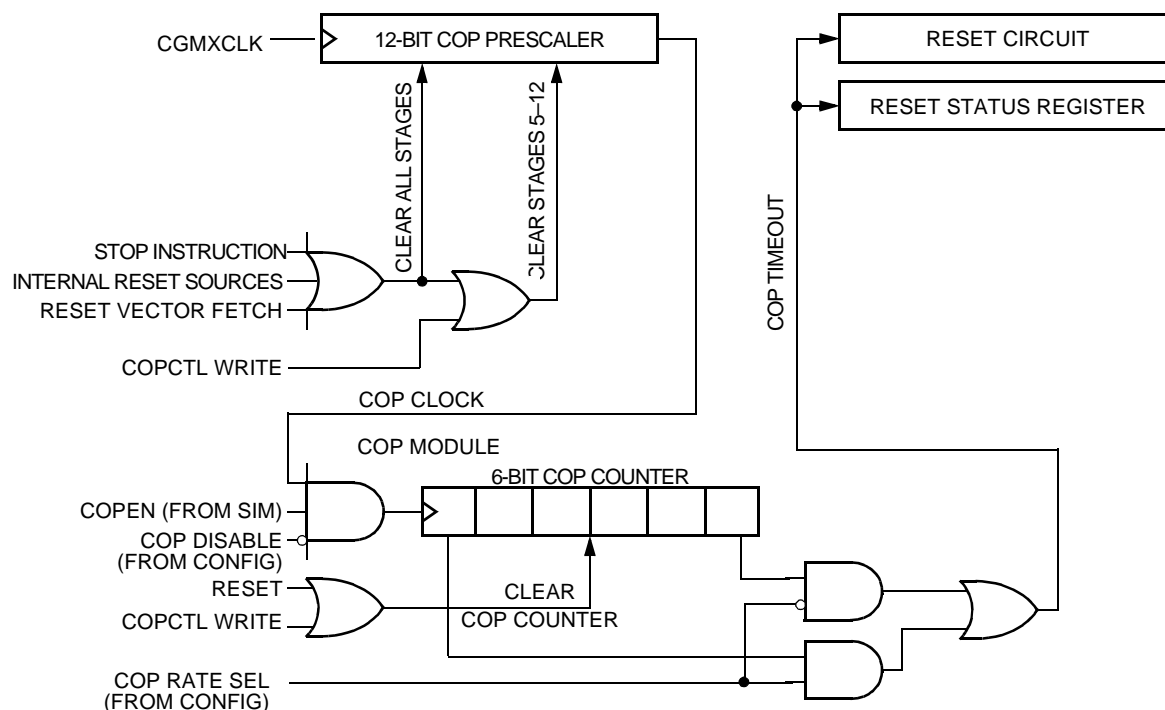 CGMXCLK
12-BIT COP PRESCALER
RESET CIRCUIT
RESET STATUS REGISTER
CLEAR ALL STAGES
CLEAR STAGES 5–12
STOP INSTRUCTION
INTERNAL RESET SOURCES
RESET VECTOR FETCH
COPCTL WRITE
COP TIMEOUT
COP CLOCK
COP MODULE
6-BIT COP COUNTER
COPEN (FROM SIM)
COP DISABLE
(FROM CONFIG)
RESET
COPCTL WRITE
CLEAR
COP COUNTER
COP RATE SEL
(FROM CONFIG)